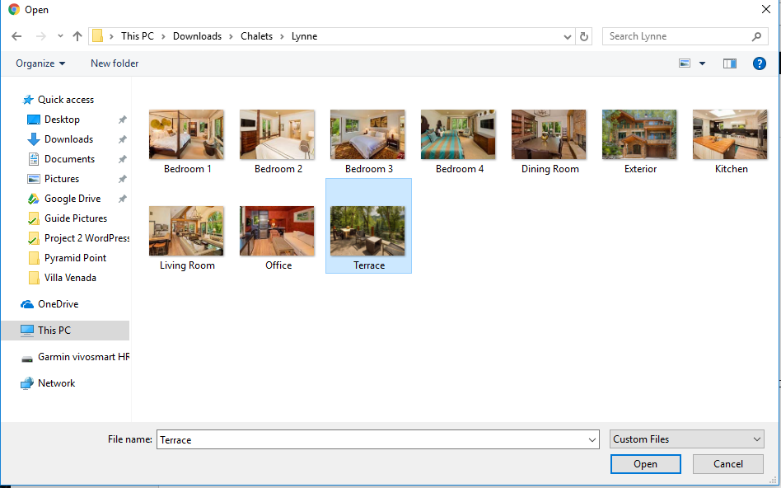 Open
This PC > Downloads > Chalets > Lynne
Search Lynne
Organize
New folder
Quick access
Desktop
Downloads
Documents
Pictures
Google Drive
Guide Pictures
Project 2 WordPress
Pyramid Point
Villa Venada
OneDrive
This PC
Garmin vivosmart HR
Network
Bedroom 1
Bedroom 2
Bedroom 3
Bedroom 4
Dining Room
Exterior
Kitchen
Living Room
Office
Terrace
File name:
Terrace
Custom Files
Open
Cancel